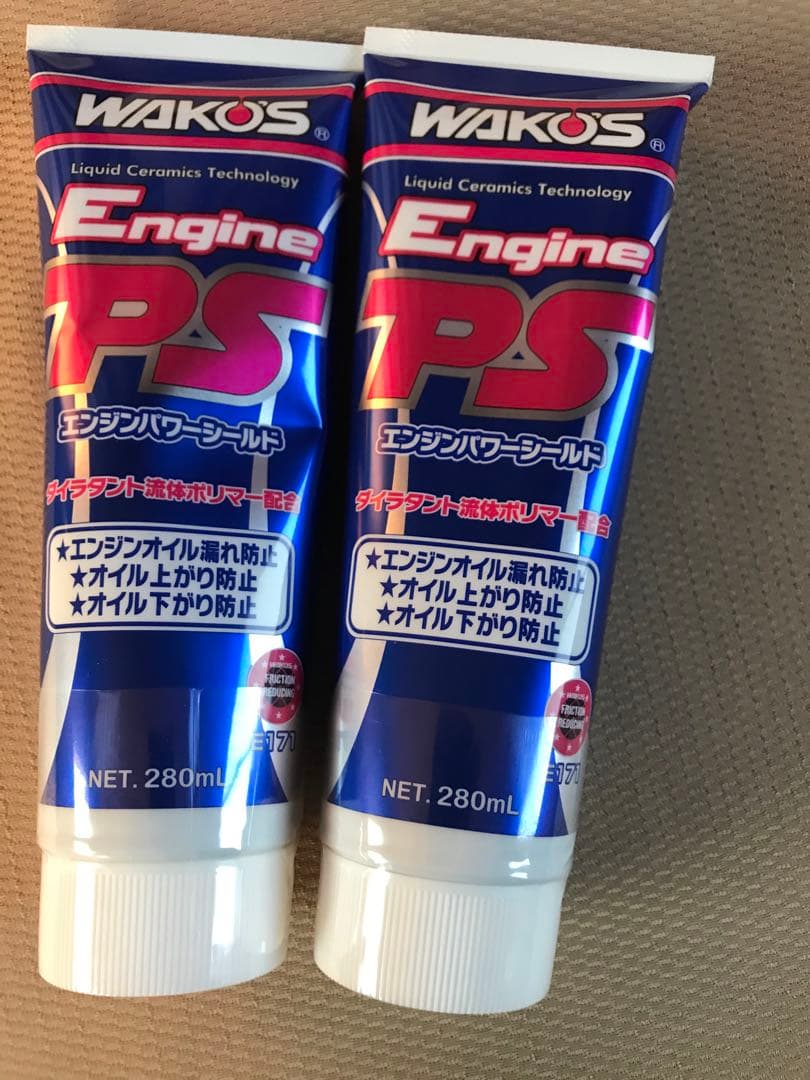 WAKO'S®
Liquid Ceramics Technology
Engine
PS
エンジンパワーシールド
ダイラタント流体ポリマー配合
★エンジンオイル漏れ防止
★オイル上がり防止
★オイル下がり防止
FRICTION
REDUCING
E171
NET. 280mL
WAKO'S®
Liquid Ceramics Technology
Engine
PS
エンジンパワーシールド
ダイラタント流体ポリマー配合
★エンジンオイル漏れ防止
★オイル上がり防止
★オイル下がり防止
FRICTION
REDUCING
E171
NET. 280mL